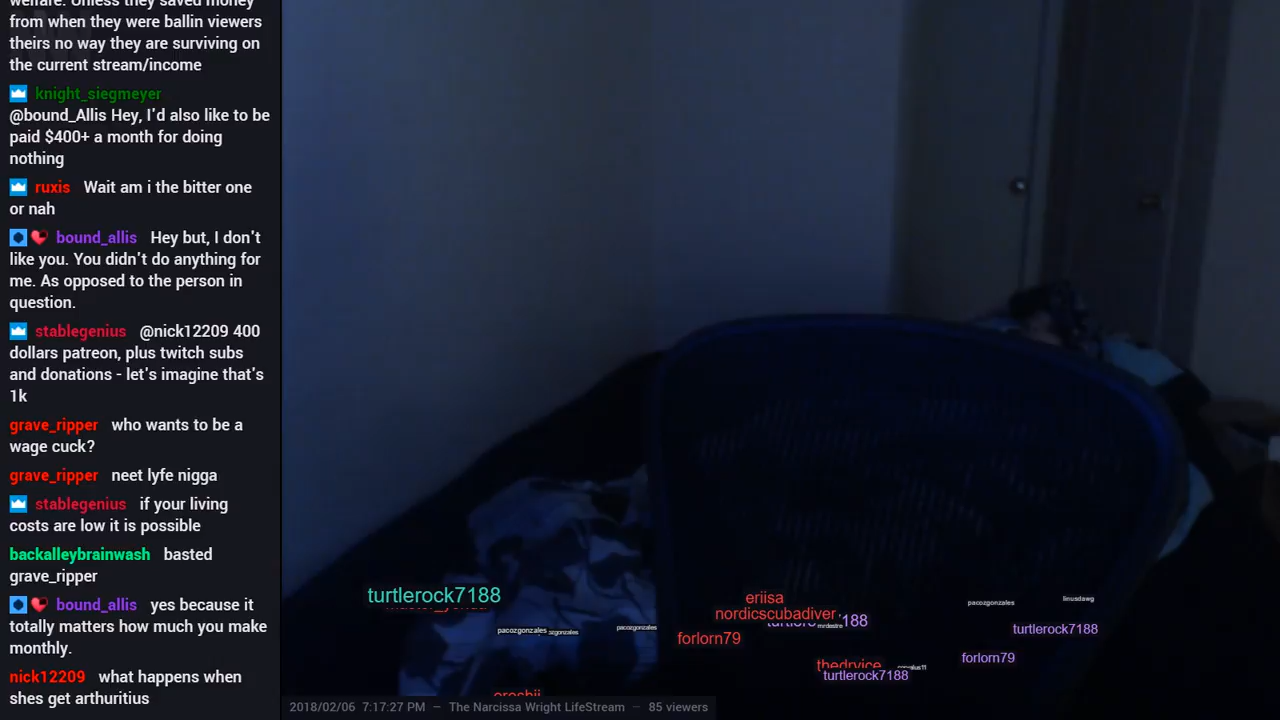 welfare. Unless they saved money
from when they were ballin viewers
theirs no way they are surviving on
the current stream/income
knight_siegmeyer
@bound_Allis Hey, I'd also like to be
paid $400+ a month for doing
nothing
ruxis Wait am i the bitter one
or nah
bound_allis Hey but, I don't
like you. You didn't do anything for
me. As opposed to the person in
question.
stablegenius @nick12209 400
dollars patreon, plus twitch subs
and donations - let's imagine that's
1k
grave_ripper who wants to be a
wage cuck?
grave_ripper neet lyfe nigga
stablegenius if your living
costs are low it is possible
backalleybrainwash basted
grave_ripper
bound_allis yes because it
totally matters how much you make
monthly.
nick12209 what happens when
shes get arthuritius
turtlerock7188
eriisa
pacozgonzales
linusdawg
nordicscubadiver
188
mrdestre
pacozgonzales
pacozgonzales
turtlerock7188
forlorn79
forlorn79
thedrvice
turtlerock7188
2018/02/06 7:17:27 PM — The Narcissa Wright LifeStream — 85 viewers